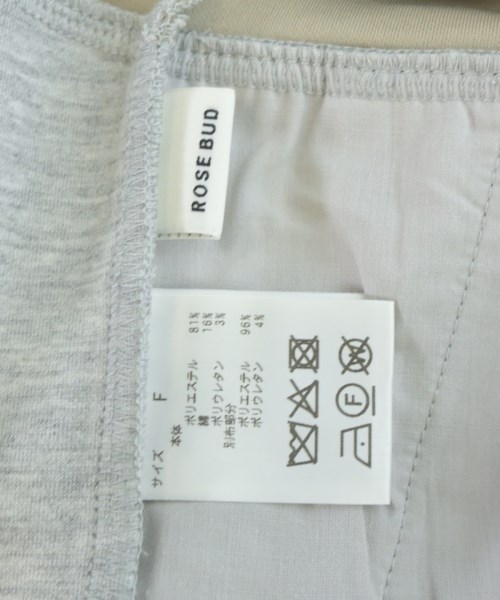 ROSE BUD
サイズ F
本体
ポリエステル 81%
綿 16%
ポリウレタン 3%
別布部分
ポリエステル 96%
ポリウレタン 4%
F
W